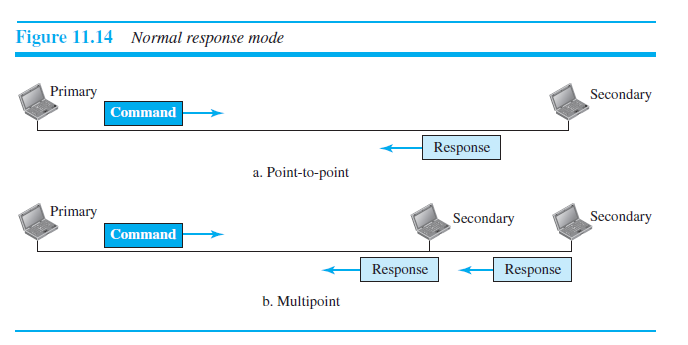 Figure 11.14 Normal response mode
Primary
Secondary
Command
Response
a. Point-to-point
Primary
Secondary
Secondary
Command
Response
Response
b. Multipoint